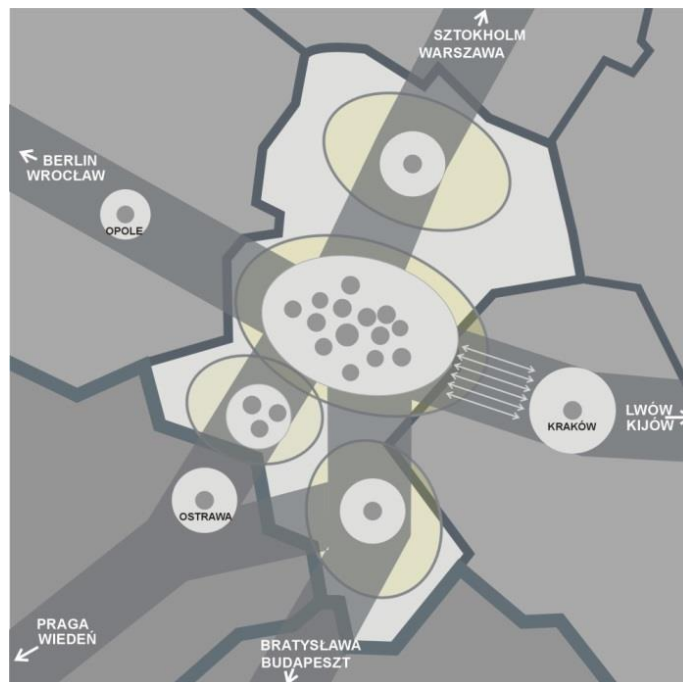 SZTOKHOLM
WARSZAWA
BERLIN
WROCŁAW
OPOLE
LWÓW
KIJÓW
KRAKÓW
OSTRAWA
PRAGA
WIEDEŃ
BRATYSŁAWA
BUDAPESZT